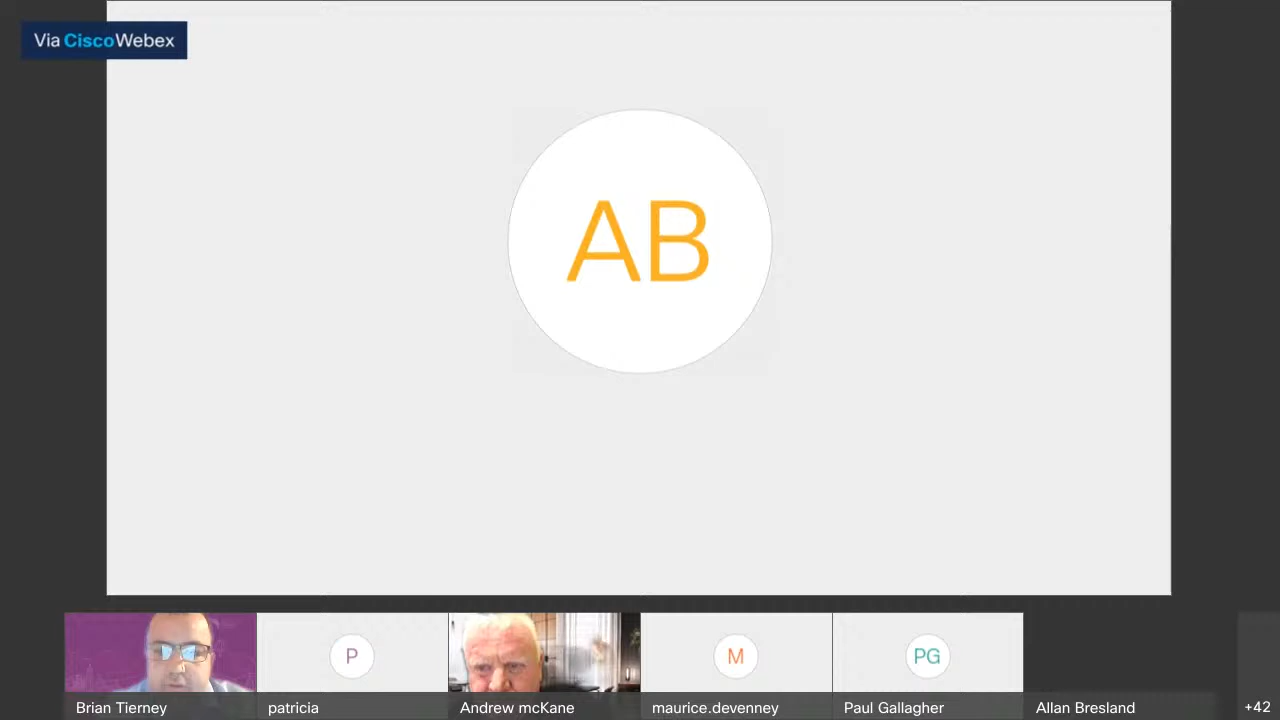 Via CiscoWebex
AB
P
M
PG
Brian Tierney
patricia
Andrew mcKane
maurice.devenney
Paul Gallagher
Allan Bresland
+42